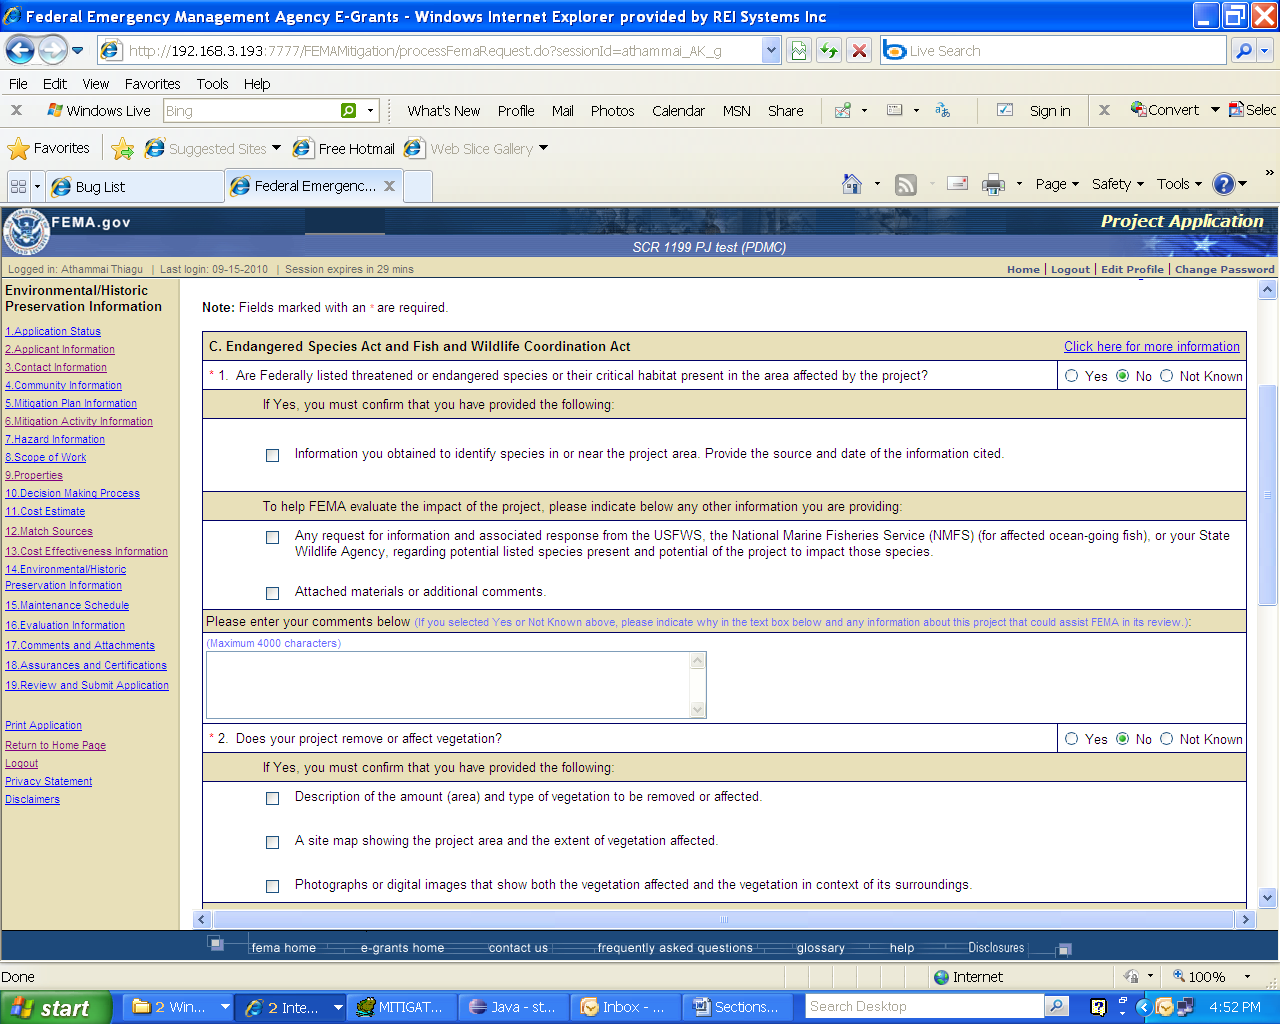 Federal Emergency Management Agency E-Grants - Windows Internet Explorer provided by REI Systems Inc
http://192.168.3.193:7777/FEMAMitigation/processFemaRequest.do?sessionId=athammai_AK_g
Live Search
File Edit View Favorites Tools Help
Windows Live Bing What's New Profile Mail Photos Calendar MSN Share Sign in Convert Selec
Favorites Suggested Sites Free Hotmail Web Slice Gallery
Bug List Federal Emergenc... Page Safety Tools
FEMA.gov
Project Application
SCR 1199 PJ test (PDMC)
Logged in: Athammai Thiagu | Last login: 09-15-2010 | Session expires in 29 mins
Home | Logout | Edit Profile | Change Password
Environmental/Historic
Preservation Information
1.Application Status
2.Applicant Information
3.Contact Information
4.Community Information
5.Mitigation Plan Information
6.Mitigation Activity Information
7.Hazard Information
8.Scope of Work
9.Properties
10.Decision Making Process
11.Cost Estimate
12.Match Sources
13.Cost Effectiveness Information
14.Environmental/Historic
Preservation Information
15.Maintenance Schedule
16.Evaluation Information
17.Comments and Attachments
18.Assurances and Certifications
19.Review and Submit Application
Print Application
Return to Home Page
Logout
Privacy Statement
Disclaimers
Note: Fields marked with an * are required.
C. Endangered Species Act and Fish and Wildlife Coordination Act
Click here for more information
* 1. Are Federally listed threatened or endangered species or their critical habitat present in the area affected by the project?
Yes No Not Known
If Yes, you must confirm that you have provided the following:
Information you obtained to identify species in or near the project area. Provide the source and date of the information cited.
To help FEMA evaluate the impact of the project, please indicate below any other information you are providing:
Any request for information and associated response from the USFWS, the National Marine Fisheries Service (NMFS) (for affected ocean-going fish), or your State
Wildlife Agency, regarding potential listed species present and potential of the project to impact those species.
Attached materials or additional comments.
Please enter your comments below (If you selected Yes or Not Known above, please indicate why in the text box below and any information about this project that could assist FEMA in its review.):
(Maximum 4000 characters)
* 2. Does your project remove or affect vegetation?
Yes No Not Known
If Yes, you must confirm that you have provided the following:
Description of the amount (area) and type of vegetation to be removed or affected.
A site map showing the project area and the extent of vegetation affected.
Photographs or digital images that show both the vegetation affected and the vegetation in context of its surroundings.
fema home e-grants home contact us frequently asked questions glossary help Disclosures
Done Internet 100%
start 2 Win... 2 Inte... MITIGAT... Java - st... Inbox - ... Sections... Search Desktop 4:52 PM